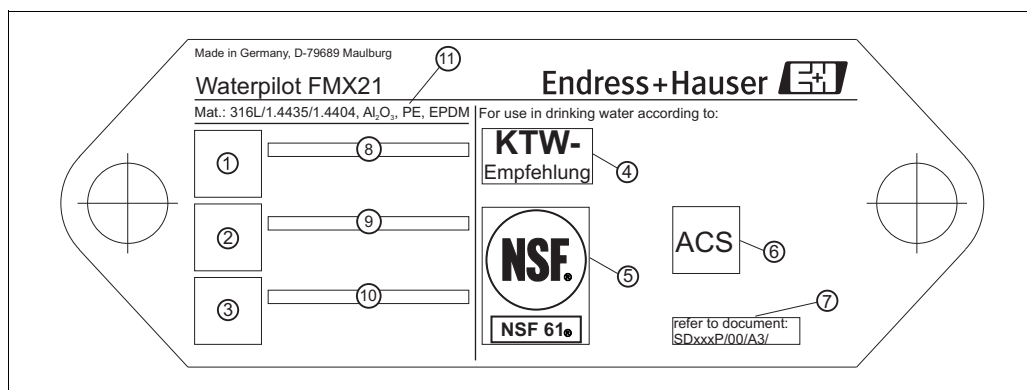 Made in Germany, D-79689 Maulburg
Waterpilot FMX21
11
Endress+Hauser
EH
Mat.: 316L/1.4435/1.4404, Al₂O₃, PE, EPDM
For use in drinking water according to:
1
8
KTW-
Empfehlung
4
2
9
NSF®
NSF 61®
5
ACS
6
3
10
7
refer to document:
SDxxxP/00/A3/